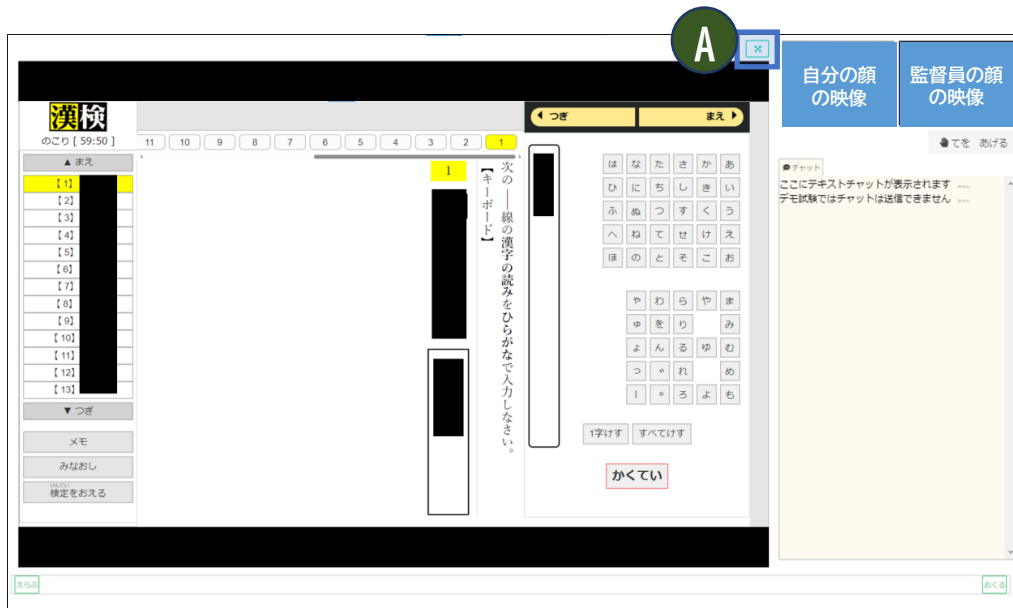 A
自分の顔
の映像
監督員の顔
の映像
漢検
のこり [ 59:50 ]
▲ まえ
【 1】
【 2】
【 3】
【 4】
【 5】
【 6】
【 7】
【 8】
【 9】
【 10】
【 11】
【 12】
【 13】
▼ つぎ
メモ
みなおし
けんてい
検定をおえる
11 10 9 8 7 6 5 4 3 2 1
次の ──線の漢字の読みをひらがなで入力しなさい。
【キーボード】
1
つぎ
まえ
は な た さ か あ
ひ に ち し き い
ふ ぬ つ す く う
へ ね て せ け え
ほ の と そ こ お
ゃ わ ら や ま
ゅ を り み
ょ ん る ゆ む
っ ゛ れ め
ー ゜ ろ よ も
1字けす すべてけす
かくてい
てを あげる
チャット
ここにテキストチャットが表示されます
デモ試験ではチャットは送信できません
えらぶ
おくる